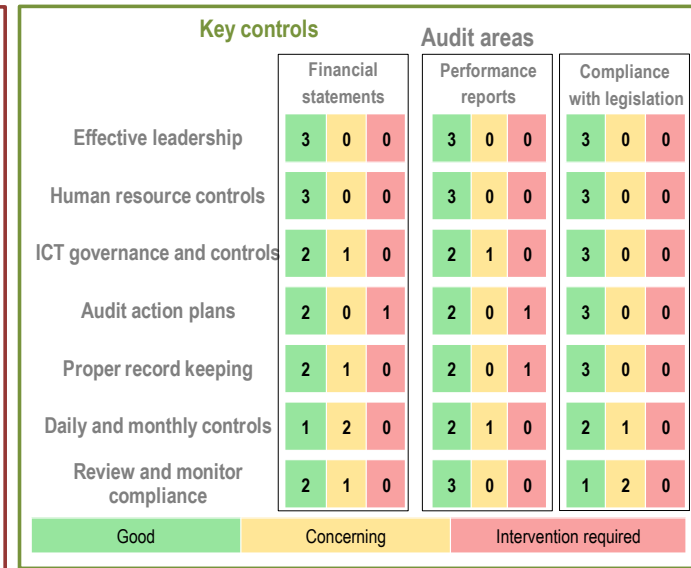 Key controls
Audit areas
Financial statements
Performance reports
Compliance with legislation
Effective leadership 3 0 0 3 0 0 3 0 0
Human resource controls 3 0 0 3 0 0 3 0 0
ICT governance and controls 2 1 0 2 1 0 3 0 0
Audit action plans 2 0 1 2 0 1 3 0 0
Proper record keeping 2 1 0 2 0 1 3 0 0
Daily and monthly controls 1 2 0 2 1 0 2 1 0
Review and monitor
compliance 2 1 0 3 0 0 1 2 0
Good Concerning Intervention required